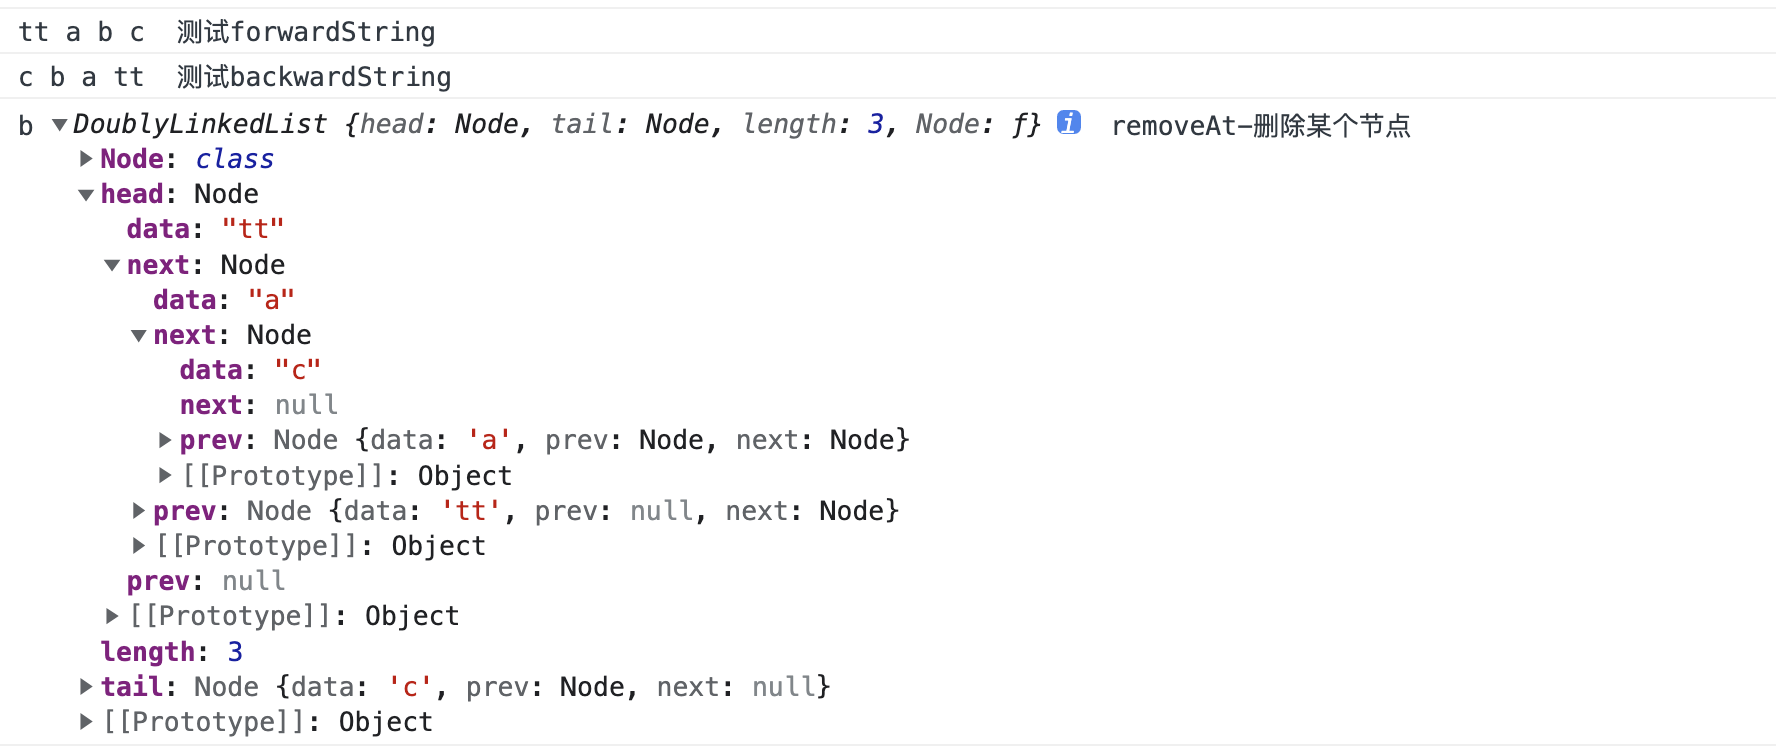 tt a b c  测试forwardString
c b a tt  测试backwardString
b ▼DoublyLinkedList {head: Node, tail: Node, length: 3, Node: ƒ} i  removeAt-删除某个节点
▶Node: class
▼head: Node
data: "tt"
▼next: Node
data: "a"
▼next: Node
data: "c"
next: null
▶prev: Node {data: 'a', prev: Node, next: Node}
▶[[Prototype]]: Object
▶prev: Node {data: 'tt', prev: null, next: Node}
▶[[Prototype]]: Object
prev: null
▶[[Prototype]]: Object
length: 3
▶tail: Node {data: 'c', prev: Node, next: null}
▶[[Prototype]]: Object